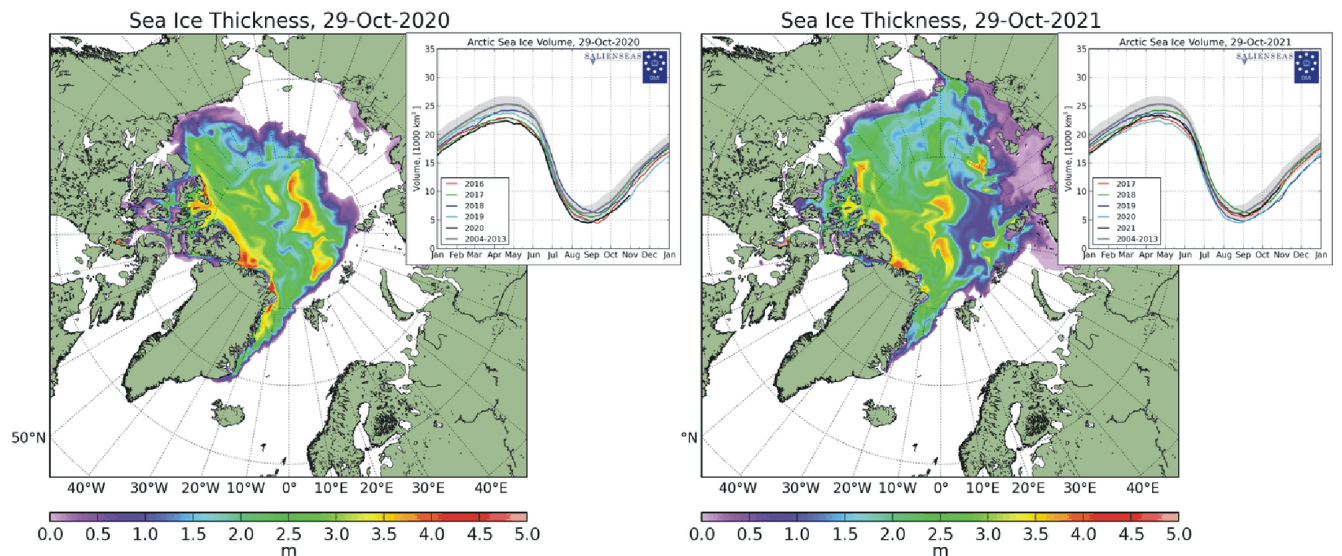 Sea Ice Thickness, 29-Oct-2020
Arctic Sea Ice Volume, 29-Oct-2020
SALIENSEAS
35
30
25
20
15
10
5
0
Volume, [1000 km³]
2016
2017
2018
2019
2020
2004-2013
Jan Feb Mar Apr May Jun Jul Aug Sep Oct Nov Dec Jan
50°N
40°W 30°W 20°W 10°W 0° 10°E 20°E 30°E 40°E
0.0 0.5 1.0 1.5 2.0 2.5 3.0 3.5 4.0 4.5 5.0
m
Sea Ice Thickness, 29-Oct-2021
Arctic Sea Ice Volume, 29-Oct-2021
SALIENSEAS
35
30
25
20
15
10
5
0
Volume, [1000 km³]
2017
2018
2019
2020
2021
2004-2013
Jan Feb Mar Apr May Jun Jul Aug Sep Oct Nov Dec Jan
°N
40°W 30°W 20°W 10°W 0° 10°E 20°E 30°E 40°E
0.0 0.5 1.0 1.5 2.0 2.5 3.0 3.5 4.0 4.5 5.0
m